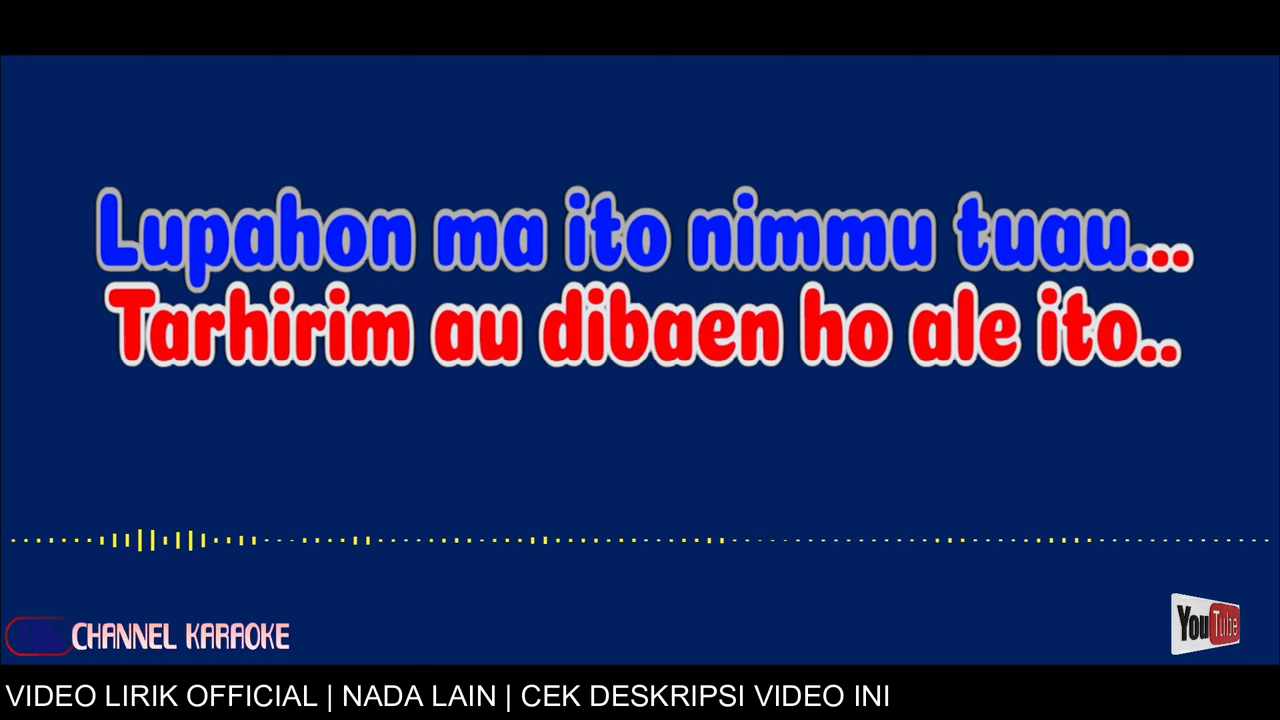 Lupahon ma ito nimmu tuau...
Tarhirim au dibaen ho ale ito..
CHANNEL KARAOKE
YouTube
VIDEO LIRIK OFFICIAL | NADA LAIN | CEK DESKRIPSI VIDEO INI